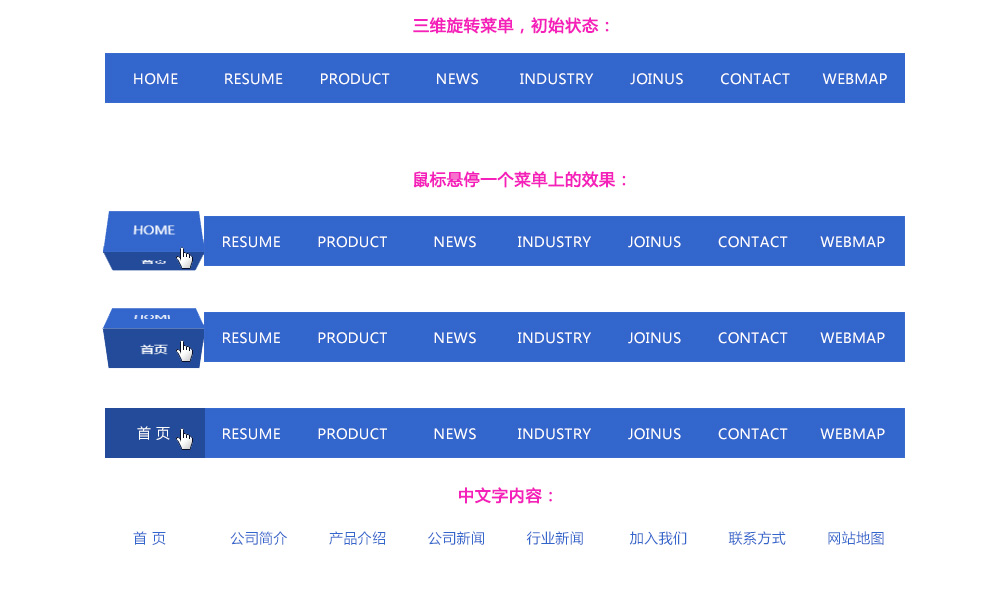 三维旋转菜单，初始状态：
HOME RESUME PRODUCT NEWS INDUSTRY JOINUS CONTACT WEBMAP
鼠标悬停一个菜单上的效果：
HOME RESUME PRODUCT NEWS INDUSTRY JOINUS CONTACT WEBMAP
首页
HOME RESUME PRODUCT NEWS INDUSTRY JOINUS CONTACT WEBMAP
首页
首 页 RESUME PRODUCT NEWS INDUSTRY JOINUS CONTACT WEBMAP
中文字内容：
首 页 公司简介 产品介绍 公司新闻 行业新闻 加入我们 联系方式 网站地图